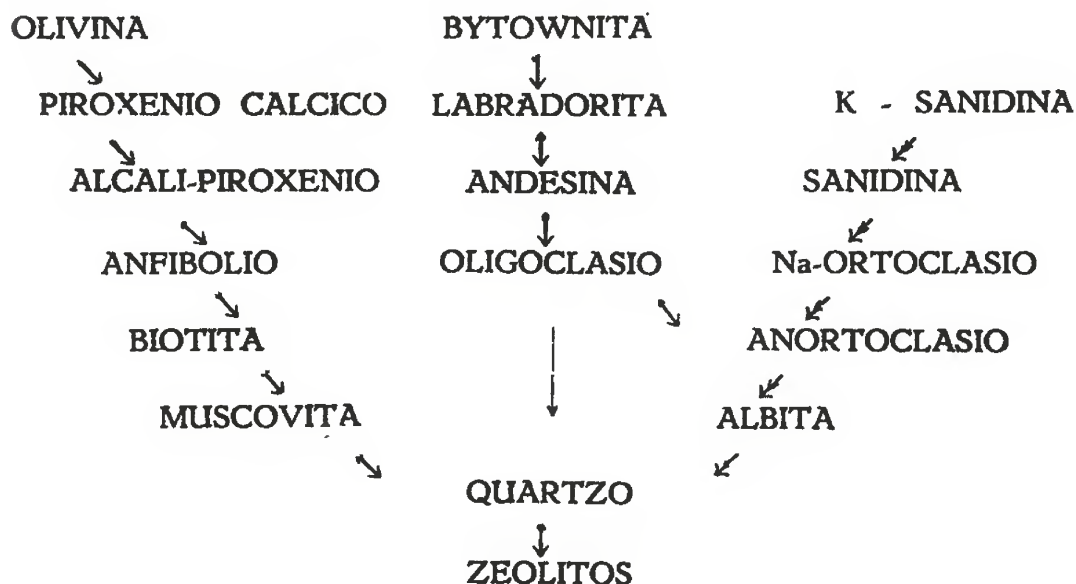 OLIVINA BYTOWNITA
PIROXENIO CALCICO LABRADORITA K - SANIDINA
ALCALI-PIROXENIO ANDESINA SANIDINA
ANFIBOLIO OLIGOCLASIO Na-ORTOCLASIO
BIOTITA ANORTOCLASIO
MUSCOVITA ALBITA
QUARTZO
ZEOLITOS